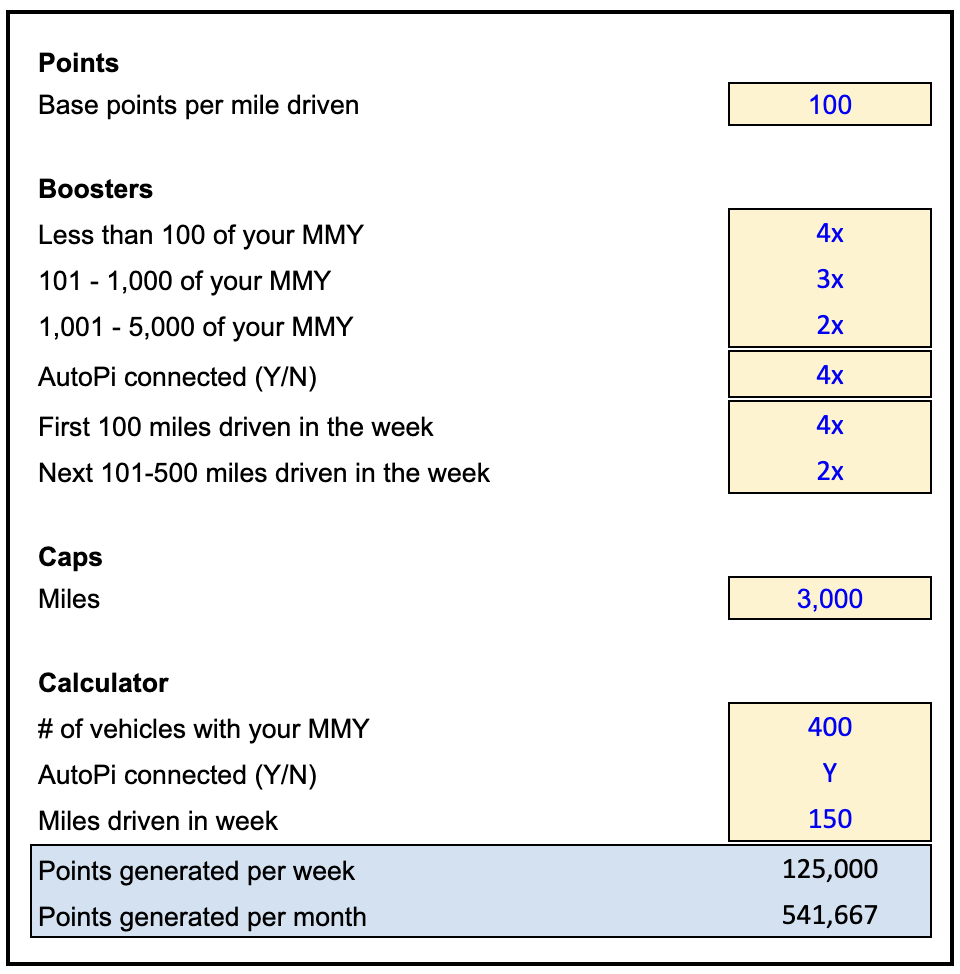 Points
Base points per mile driven 100
Boosters
Less than 100 of your MMY 4x
101 - 1,000 of your MMY 3x
1,001 - 5,000 of your MMY 2x
AutoPi connected (Y/N) 4x
First 100 miles driven in the week 4x
Next 101-500 miles driven in the week 2x
Caps
Miles 3,000
Calculator
# of vehicles with your MMY 400
AutoPi connected (Y/N) Y
Miles driven in week 150
Points generated per week 125,000
Points generated per month 541,667